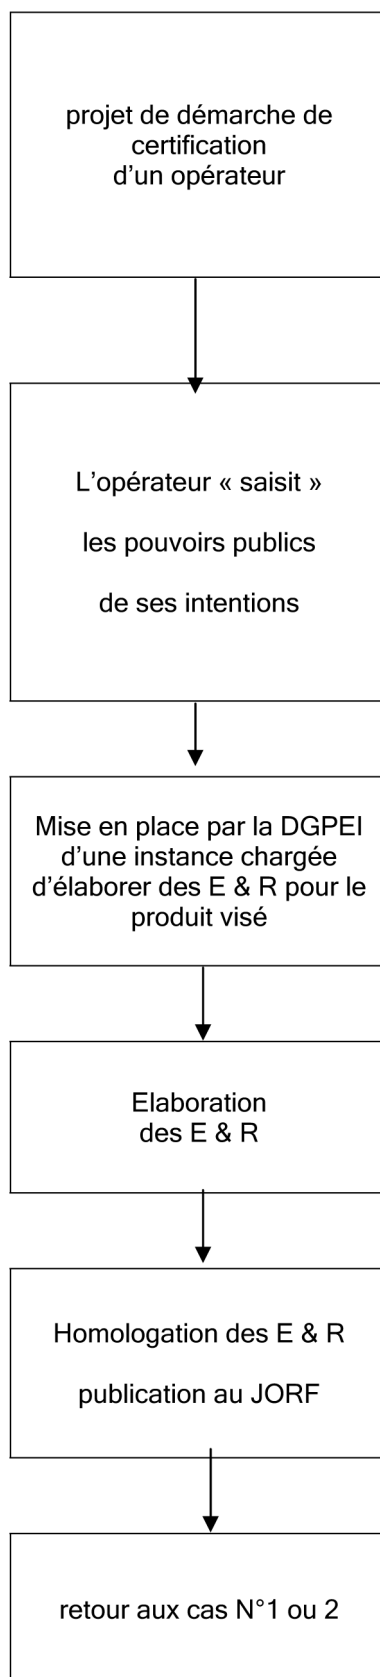 projet de démarche de
certification
d'un opérateur
L'opérateur « saisit »
les pouvoirs publics
de ses intentions
Mise en place par la DGPEI
d'une instance chargée
d'élaborer des E & R pour le
produit visé
Elaboration
des E & R
Homologation des E & R
publication au JORF
retour aux cas N°1 ou 2